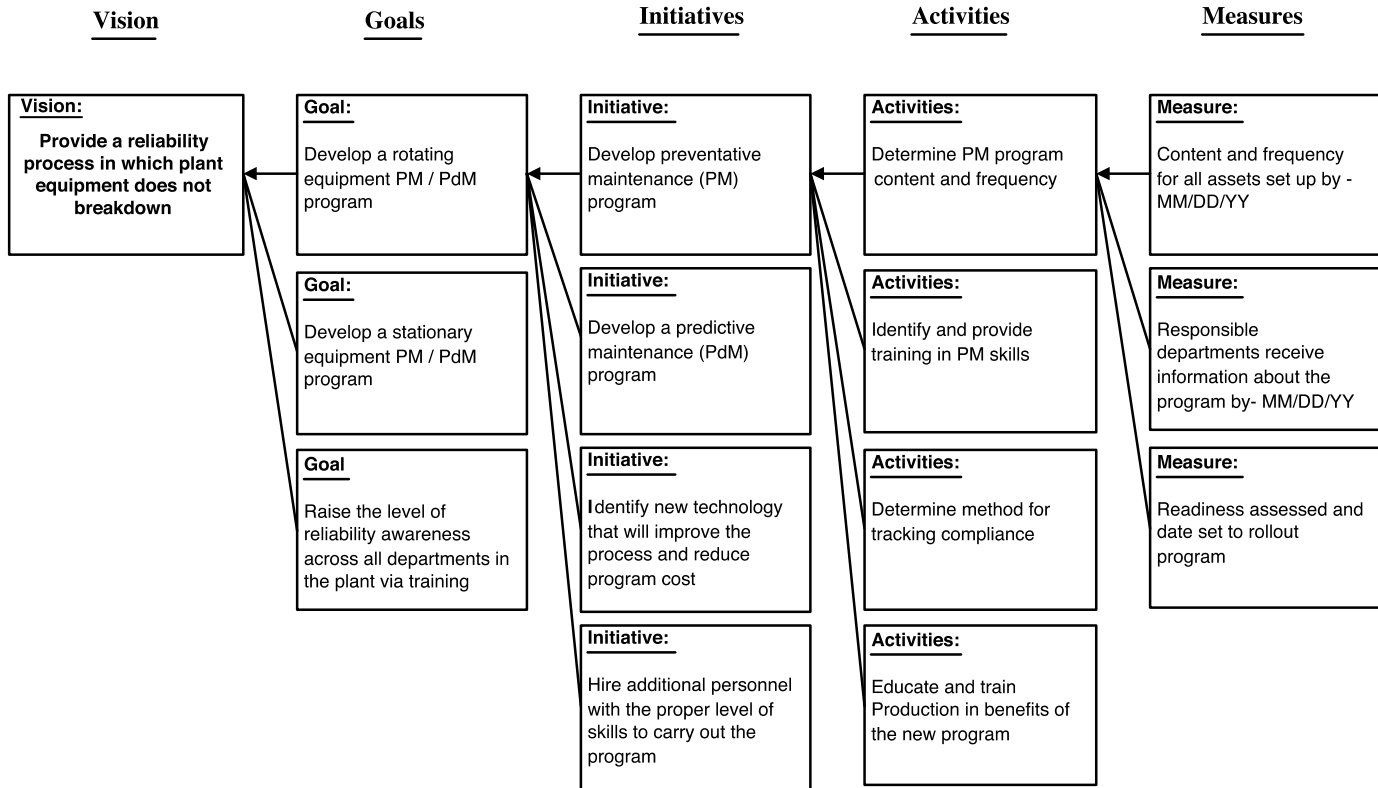 Vision
Goals
Initiatives
Activities
Measures
Vision:
Provide a reliability
process in which plant
equipment does not
breakdown
Goal:
Develop a rotating
equipment PM / PdM
program
Goal:
Develop a stationary
equipment PM / PdM
program
Goal
Raise the level of
reliability awareness
across all departments in
the plant via training
Initiative:
Develop preventative
maintenance (PM)
program
Initiative:
Develop a predictive
maintenance (PdM)
program
Initiative:
Identify new technology
that will improve the
process and reduce
program cost
Initiative:
Hire additional personnel
with the proper level of
skills to carry out the
program
Activities:
Determine PM program
content and frequency
Activities:
Identify and provide
training in PM skills
Activities:
Determine method for
tracking compliance
Activities:
Educate and train
Production in benefits of
the new program
Measure:
Content and frequency
for all assets set up by -
MM/DD/YY
Measure:
Responsible
departments receive
information about the
program by- MM/DD/YY
Measure:
Readiness assessed and
date set to rollout
program